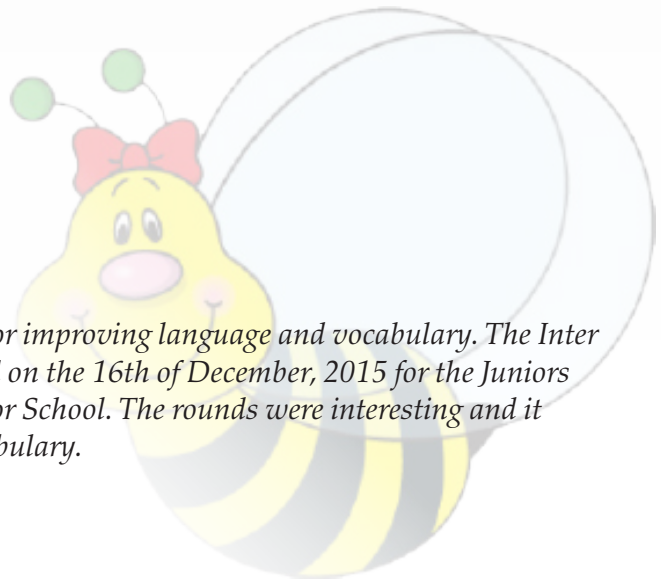 or improving language and vocabulary. The Inter
on the 16th of December, 2015 for the Juniors
or School. The rounds were interesting and it
bulary.